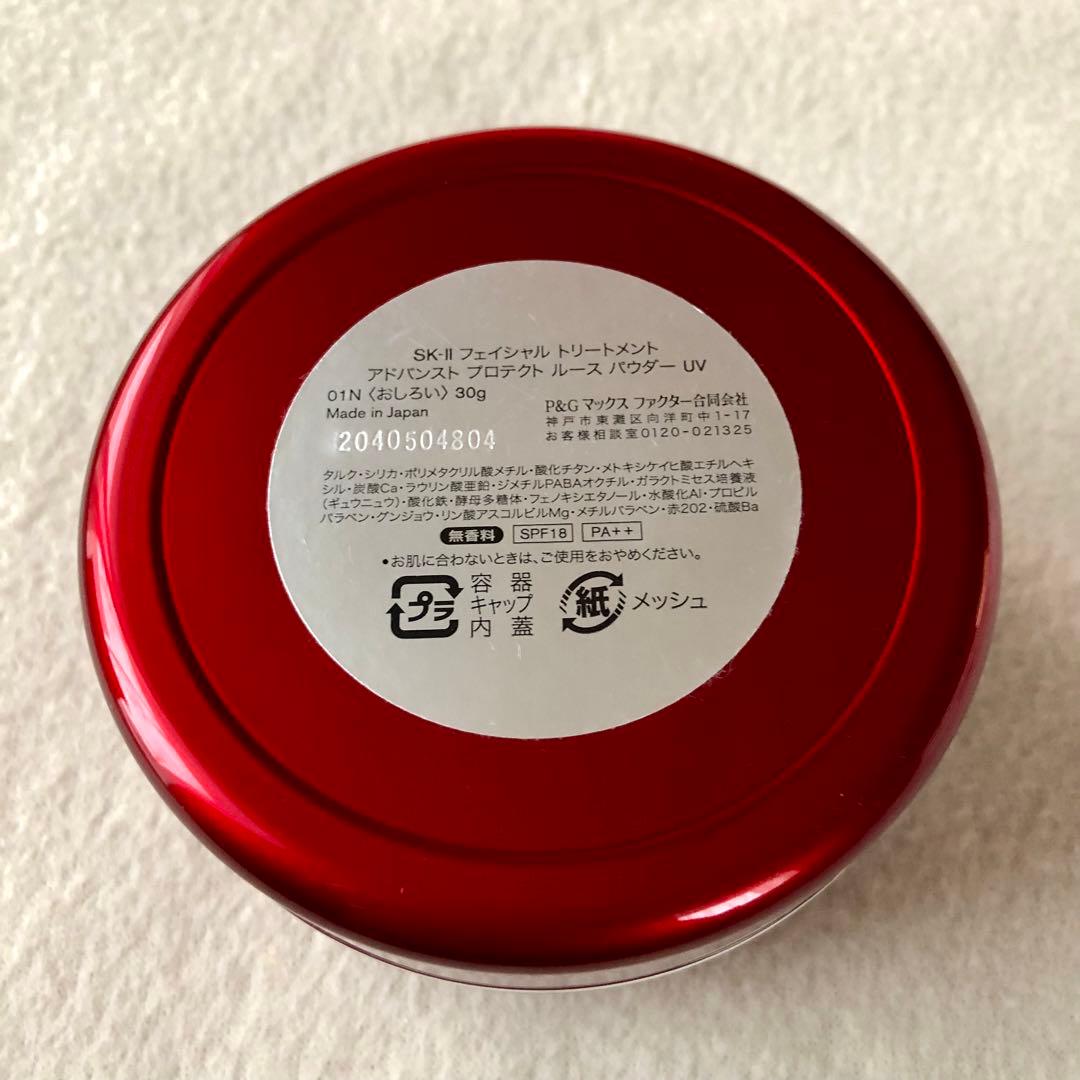 SK-II フェイシャル トリートメント
アドバンスト プロテクト ルース パウダー UV
01N〈おしろい〉30g
Made in Japan
P&G マックス ファクター合同会社
神戸市東灘区向洋町中1-17
お客様相談室0120-021325
2040504804
タルク・シリカ・ポリメタクリル酸メチル・酸化チタン・メトキシケイヒ酸エチルヘキ
シル・炭酸Ca・ラウリン酸亜鉛・ジメチルPABAオクチル・ガラクトミセス培養液
(ギュウニュウ)・酸化鉄・酵母多糖体・フェノキシエタノール・水酸化Al・プロピル
パラベン・ゲンジョウ・リン酸アスコルビルMg・メチルパラベン・赤202・硫酸Ba
無香料 SPF18 PA++
•お肌に合わないときは、ご使用をおやめください。
プラ
容器
キャップ
内蓋
紙 メッシュ